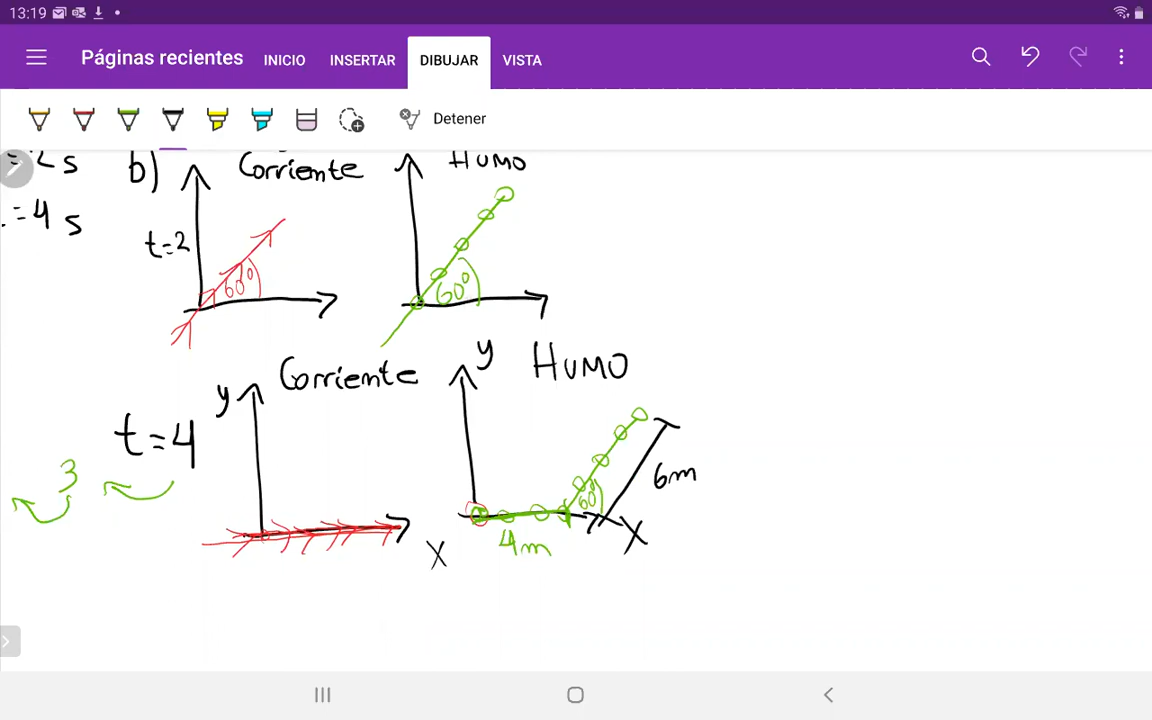 13:19
Páginas recientes INICIO INSERTAR DIBUJAR VISTA
Detener
=2 s b) Corriente HUMO
.=4 s
t=2
60°
60°
y Corriente y HUMO
t=4
3
60°
6m
4m
X
X